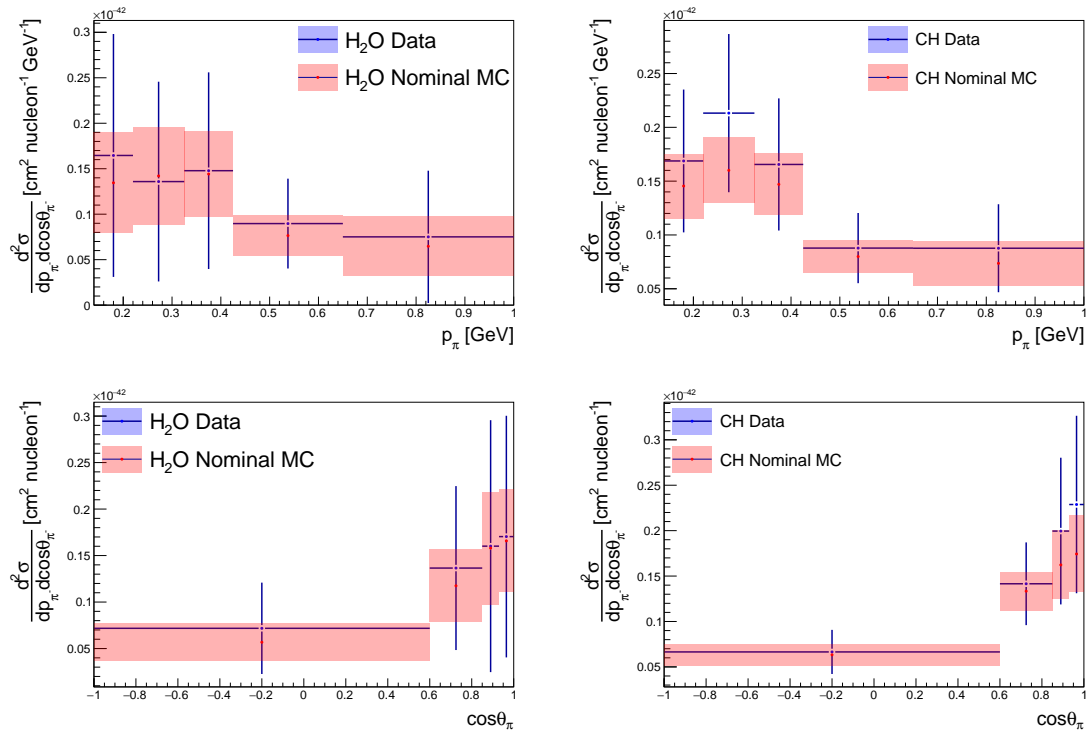 ×10⁻⁴²
H₂O Data
H₂O Nominal MC
d²σ / dp_π⁻ dcosθ_π⁻ [cm² nucleon⁻¹ GeV⁻¹]
0.3
0.25
0.2
0.15
0.1
0.05
0
0.2 0.3 0.4 0.5 0.6 0.7 0.8 0.9 1
p_π [GeV]
×10⁻⁴²
CH Data
CH Nominal MC
d²σ / dp_π⁻ dcosθ_π⁻ [cm² nucleon⁻¹ GeV⁻¹]
0.25
0.2
0.15
0.1
0.05
0.2 0.3 0.4 0.5 0.6 0.7 0.8 0.9 1
p_π [GeV]
×10⁻⁴²
H₂O Data
H₂O Nominal MC
d²σ / dp_π⁻ dcosθ_π⁻ [cm² nucleon⁻¹]
0.3
0.25
0.2
0.15
0.1
0.05
−1 −0.8 −0.6 −0.4 −0.2 0 0.2 0.4 0.6 0.8 1
cosθ_π
×10⁻⁴²
CH Data
CH Nominal MC
d²σ / dp_π⁻ dcosθ_π⁻ [cm² nucleon⁻¹]
0.3
0.25
0.2
0.15
0.1
0.05
−1 −0.8 −0.6 −0.4 −0.2 0 0.2 0.4 0.6 0.8 1
cosθ_π